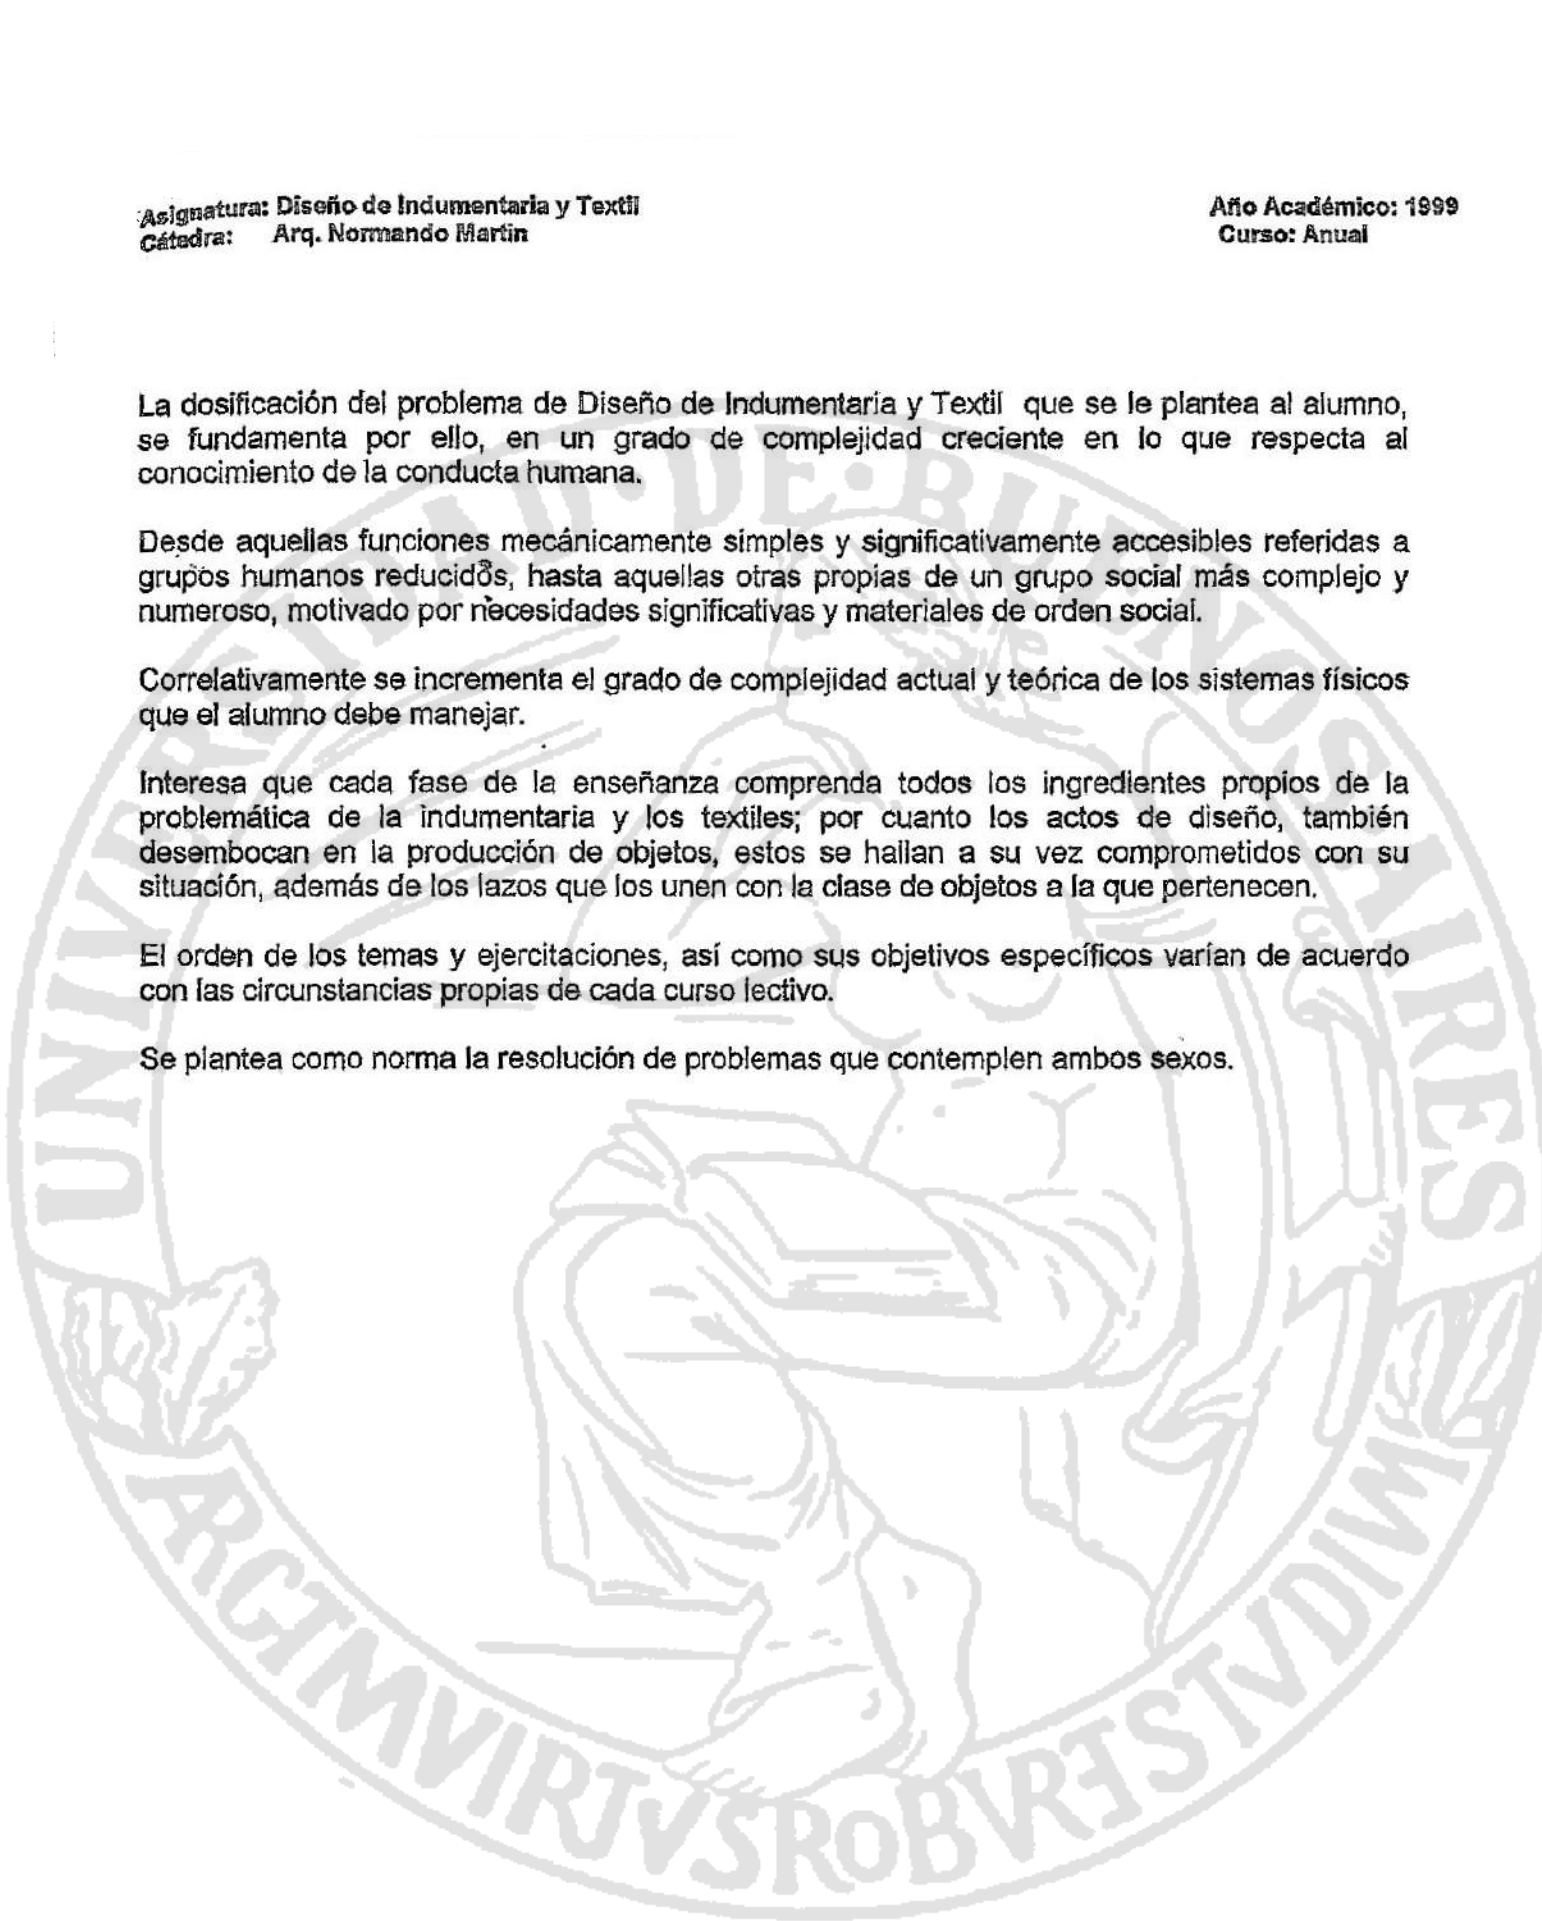 Asignatura: Diseño de Indumentaria y Textil
Cátedra: Arq. Normando Martin
Año Académico: 1999
Curso: Anual
La dosificación del problema de Diseño de Indumentaria y Textil que se le plantea al alumno,
se fundamenta por ello, en un grado de complejidad creciente en lo que respecta al
conocimiento de la conducta humana.
Desde aquellas funciones mecánicamente simples y significativamente accesibles referidas a
grupos humanos reducidos, hasta aquellas otras propias de un grupo social más complejo y
numeroso, motivado por necesidades significativas y materiales de orden social.
Correlativamente se incrementa el grado de complejidad actual y teórica de los sistemas físicos
que el alumno debe manejar.
Interesa que cada fase de la enseñanza comprenda todos los ingredientes propios de la
problemática de la indumentaria y los textiles; por cuanto los actos de diseño, también
desembocan en la producción de objetos, estos se hallan a su vez comprometidos con su
situación, además de los lazos que los unen con la clase de objetos a la que pertenecen.
El orden de los temas y ejercitaciones, así como sus objetivos específicos varían de acuerdo
con las circunstancias propias de cada curso lectivo.
Se plantea como norma la resolución de problemas que contemplen ambos sexos.
UNIVERSIDAD·DE·BUENOS AIRES
ARGTMVIRTVSROBVRETSTVDIVM